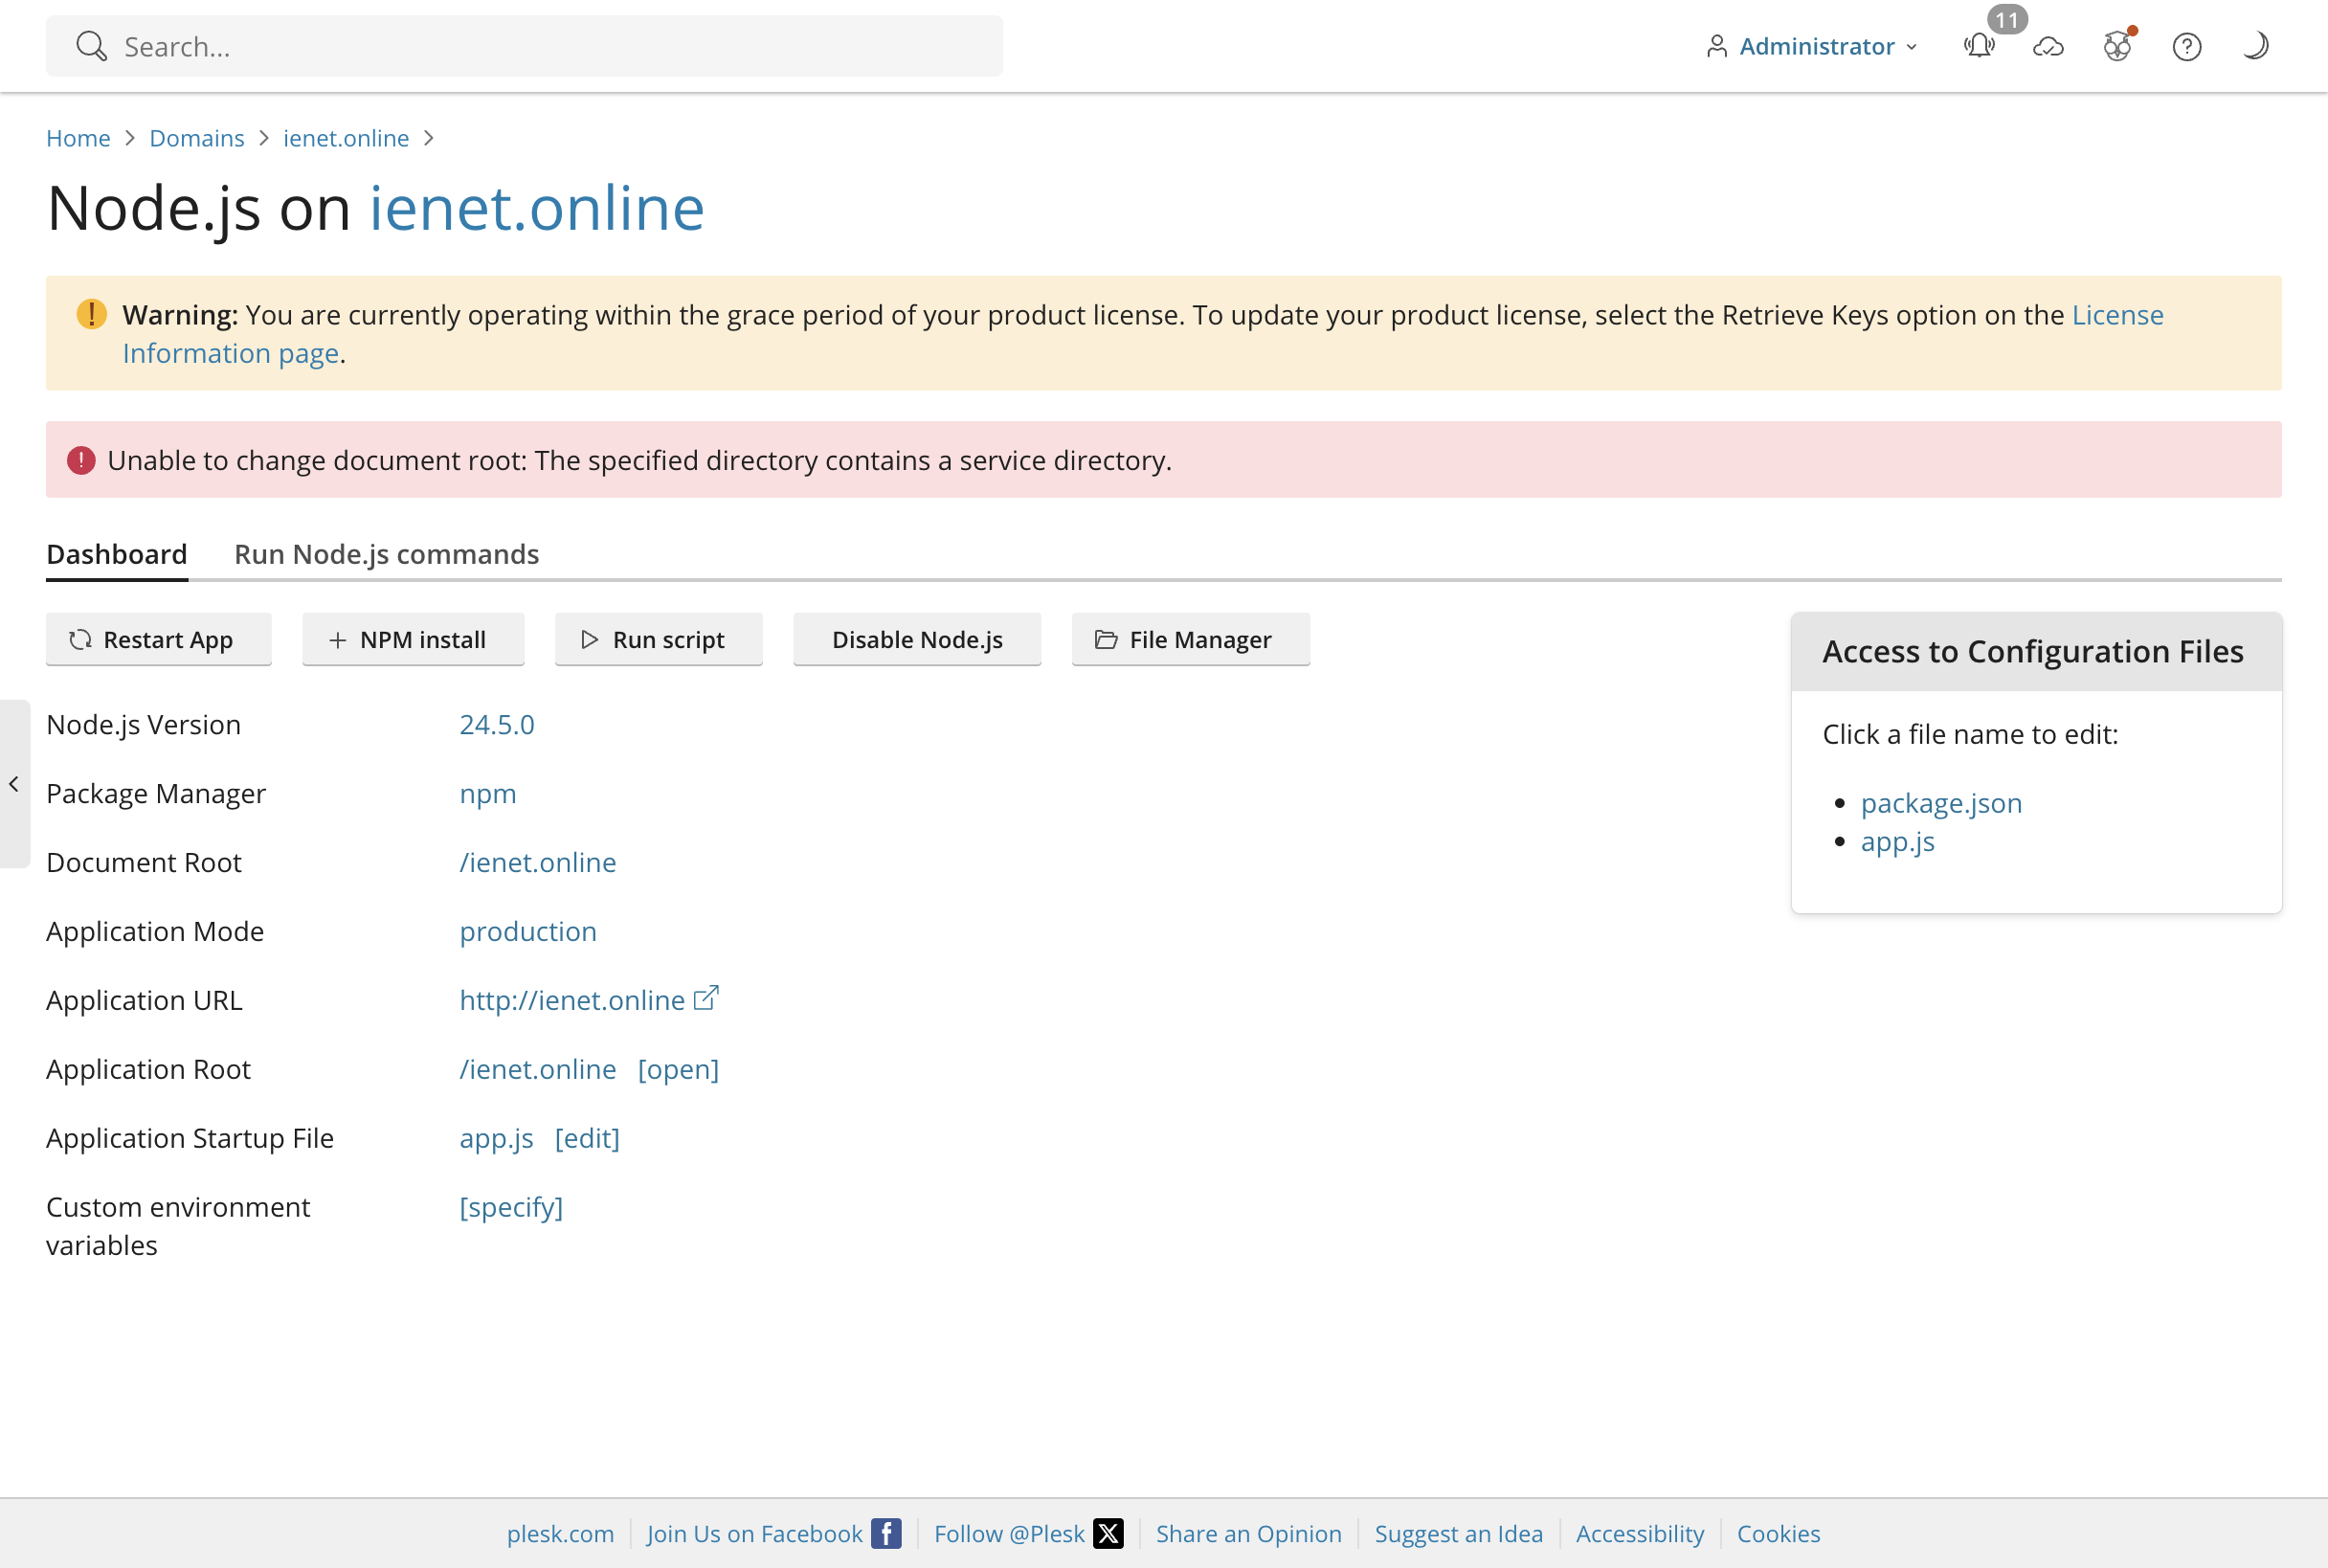 Search...
Administrator
11
Home > Domains > ienet.online >
Node.js on ienet.online
Warning: You are currently operating within the grace period of your product license. To update your product license, select the Retrieve Keys option on the License
Information page.
Unable to change document root: The specified directory contains a service directory.
Dashboard Run Node.js commands
Restart App NPM install Run script Disable Node.js File Manager
Access to Configuration Files
Click a file name to edit:
package.json
app.js
Node.js Version 24.5.0
Package Manager npm
Document Root /ienet.online
Application Mode production
Application URL http://ienet.online
Application Root /ienet.online [open]
Application Startup File app.js [edit]
Custom environment [specify]
variables
plesk.com Join Us on Facebook Follow @Plesk Share an Opinion Suggest an Idea Accessibility Cookies